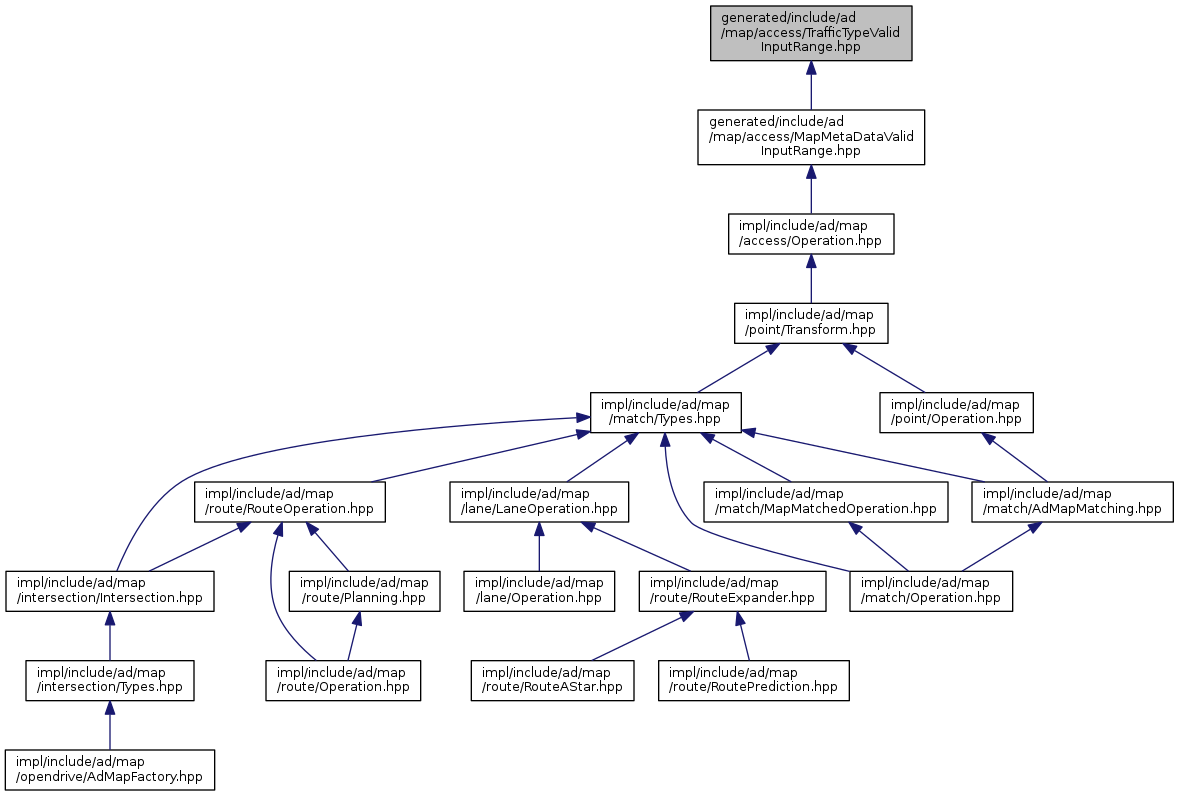 generated/include/ad
/map/access/TrafficTypeValid
InputRange.hpp
generated/include/ad
/map/access/MapMetaDataValid
InputRange.hpp
impl/include/ad/map
/access/Operation.hpp
impl/include/ad/map
/point/Transform.hpp
impl/include/ad/map
/match/Types.hpp
impl/include/ad/map
/point/Operation.hpp
impl/include/ad/map
/route/RouteOperation.hpp
impl/include/ad/map
/lane/LaneOperation.hpp
impl/include/ad/map
/match/MapMatchedOperation.hpp
impl/include/ad/map
/match/AdMapMatching.hpp
impl/include/ad/map
/intersection/Intersection.hpp
impl/include/ad/map
/route/Planning.hpp
impl/include/ad/map
/lane/Operation.hpp
impl/include/ad/map
/route/RouteExpander.hpp
impl/include/ad/map
/match/Operation.hpp
impl/include/ad/map
/intersection/Types.hpp
impl/include/ad/map
/route/Operation.hpp
impl/include/ad/map
/route/RouteAStar.hpp
impl/include/ad/map
/route/RoutePrediction.hpp
impl/include/ad/map
/opendrive/AdMapFactory.hpp